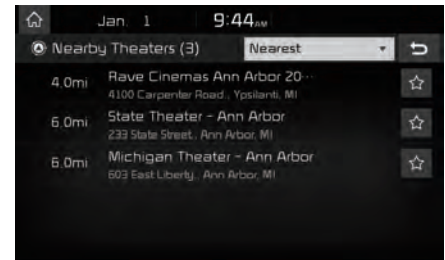 Jan. 1 9:44AM
Nearby Theaters (3) Nearest
4.0mi Rave Cinemas Ann Arbor 20···
4100 Carpenter Road., Ypsilanti, MI
6.0mi State Theater - Ann Arbor
233 State Street., Ann Arbor, MI
6.0mi Michigan Theater - Ann Arbor
603 East Liberty., Ann Arbor, MI